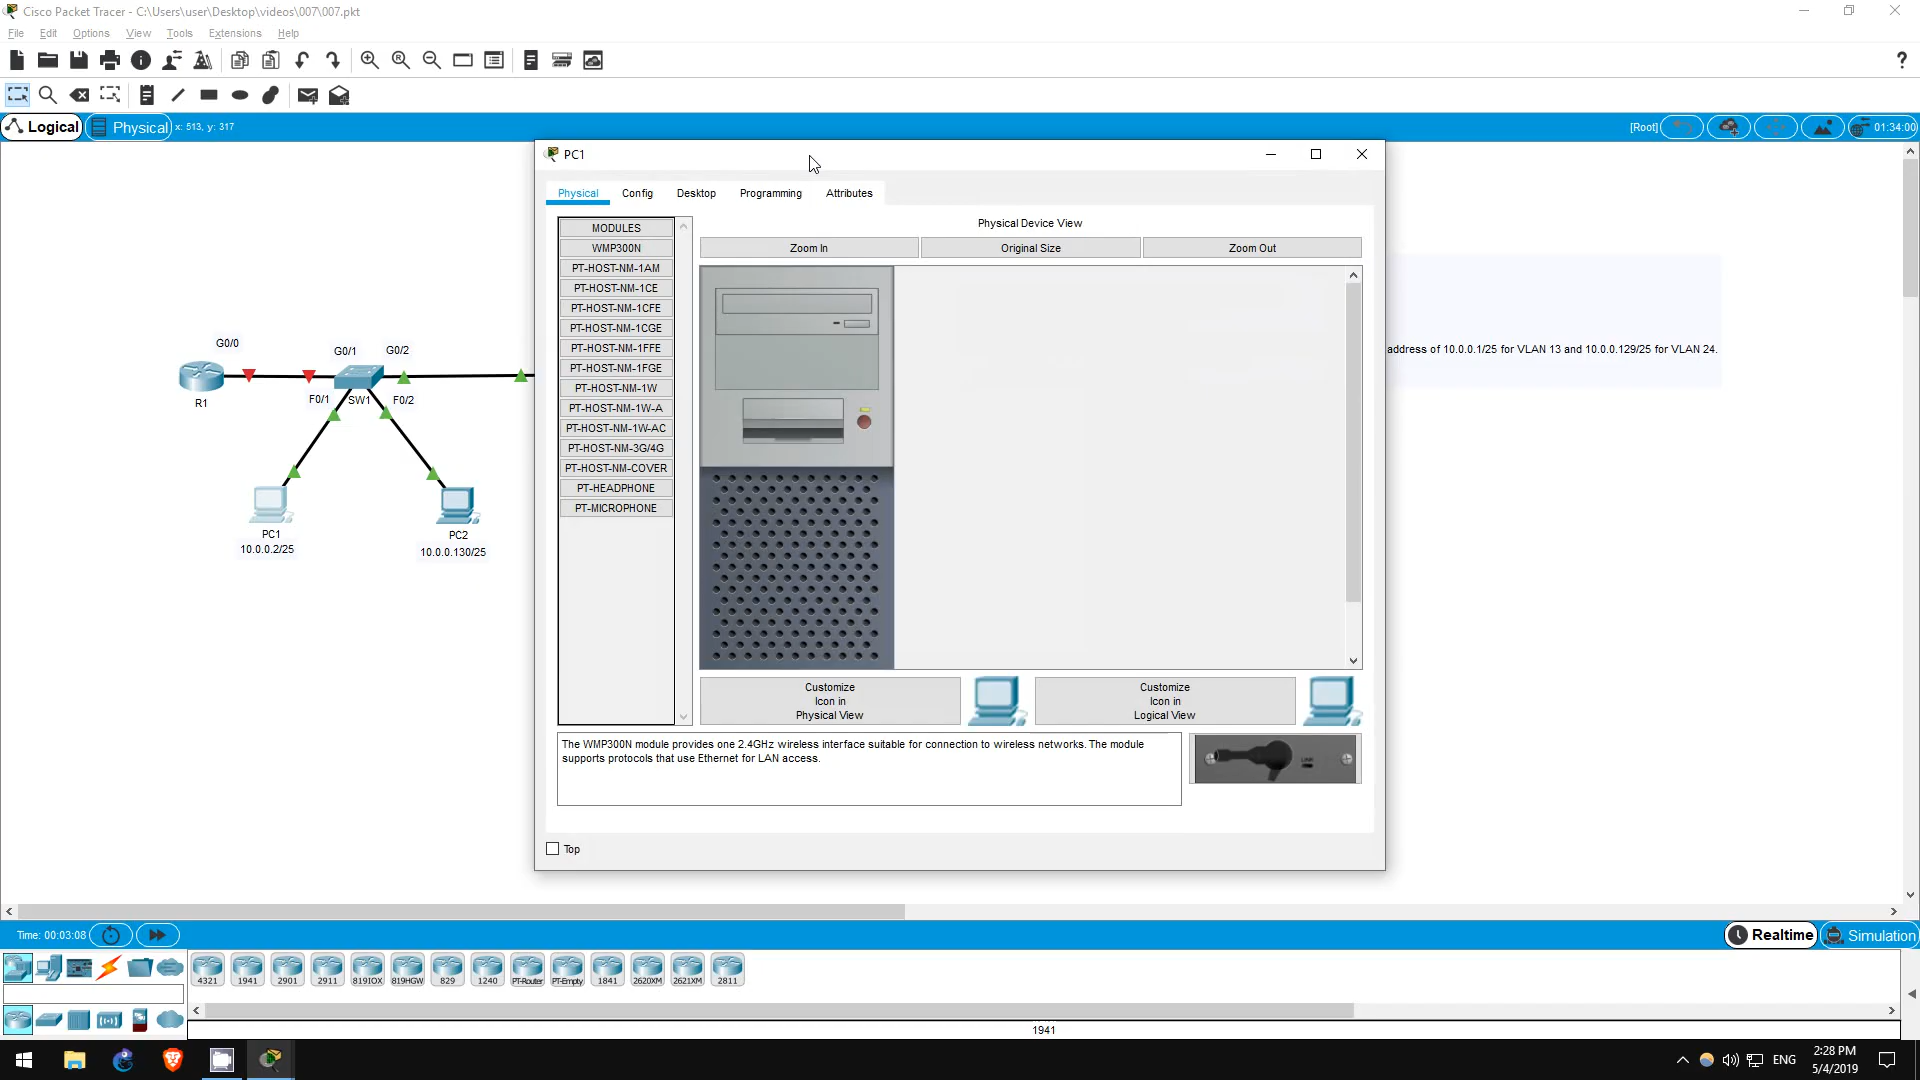 Cisco Packet Tracer - C:\Users\user\Desktop\videos\007\007.pkt
File Edit Options View Tools Extensions Help
Logical
Physical
x: 513, y: 317
[Root]
01:34:00
PC1
Physical Config Desktop Programming Attributes
MODULES
WMP300N
PT-HOST-NM-1AM
PT-HOST-NM-1CE
PT-HOST-NM-1CFE
PT-HOST-NM-1CGE
PT-HOST-NM-1FFE
PT-HOST-NM-1FGE
PT-HOST-NM-1W
PT-HOST-NM-1W-A
PT-HOST-NM-1W-AC
PT-HOST-NM-3G/4G
PT-HOST-NM-COVER
PT-HEADPHONE
PT-MICROPHONE
Physical Device View
Zoom In Original Size Zoom Out
Customize
Icon in
Physical View
Customize
Icon in
Logical View
The WMP300N module provides one 2.4GHz wireless interface suitable for connection to wireless networks. The module
supports protocols that use Ethernet for LAN access.
Top
G0/0
R1
G0/1
G0/2
F0/1
SW1
F0/2
PC1
10.0.0.2/25
PC2
10.0.0.130/25
address of 10.0.0.1/25 for VLAN 13 and 10.0.0.129/25 for VLAN 24.
Time: 00:03:08
Realtime
Simulation
4321 1941 2901 2911 819IOX 819HGW 829 1240 PT-Router PT-Empty 1841 2620XM 2621XM 2811
1941
ENG
2:28 PM
5/4/2019